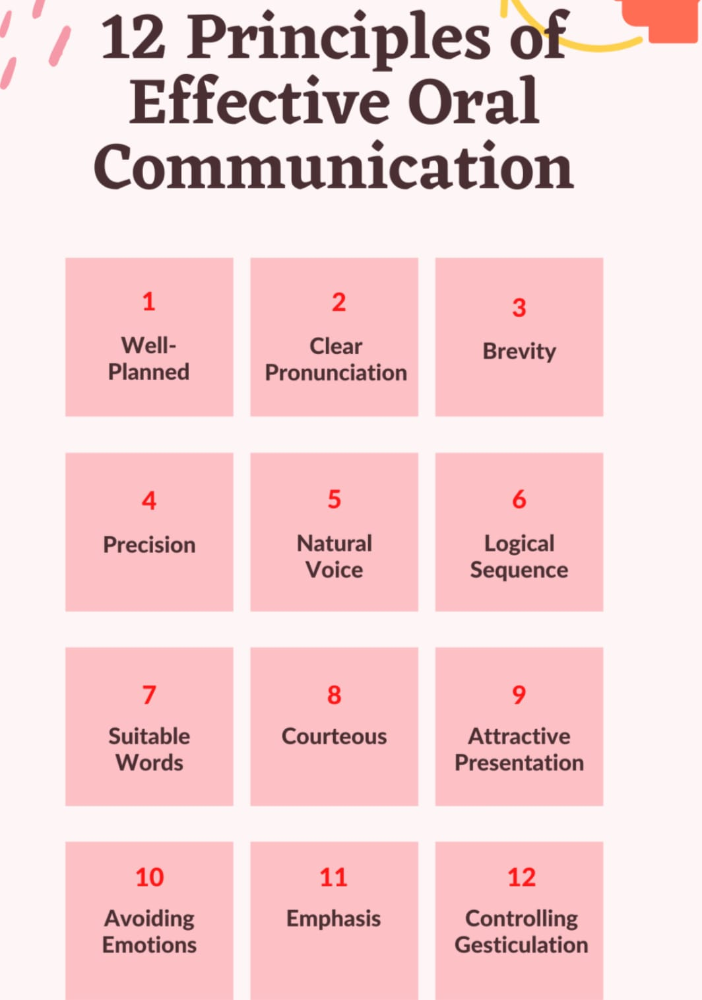 12 Principles of
Effective Oral
Communication
1
Well-
Planned
2
Clear
Pronunciation
3
Brevity
4
Precision
5
Natural
Voice
6
Logical
Sequence
7
Suitable
Words
8
Courteous
9
Attractive
Presentation
10
Avoiding
Emotions
11
Emphasis
12
Controlling
Gesticulation